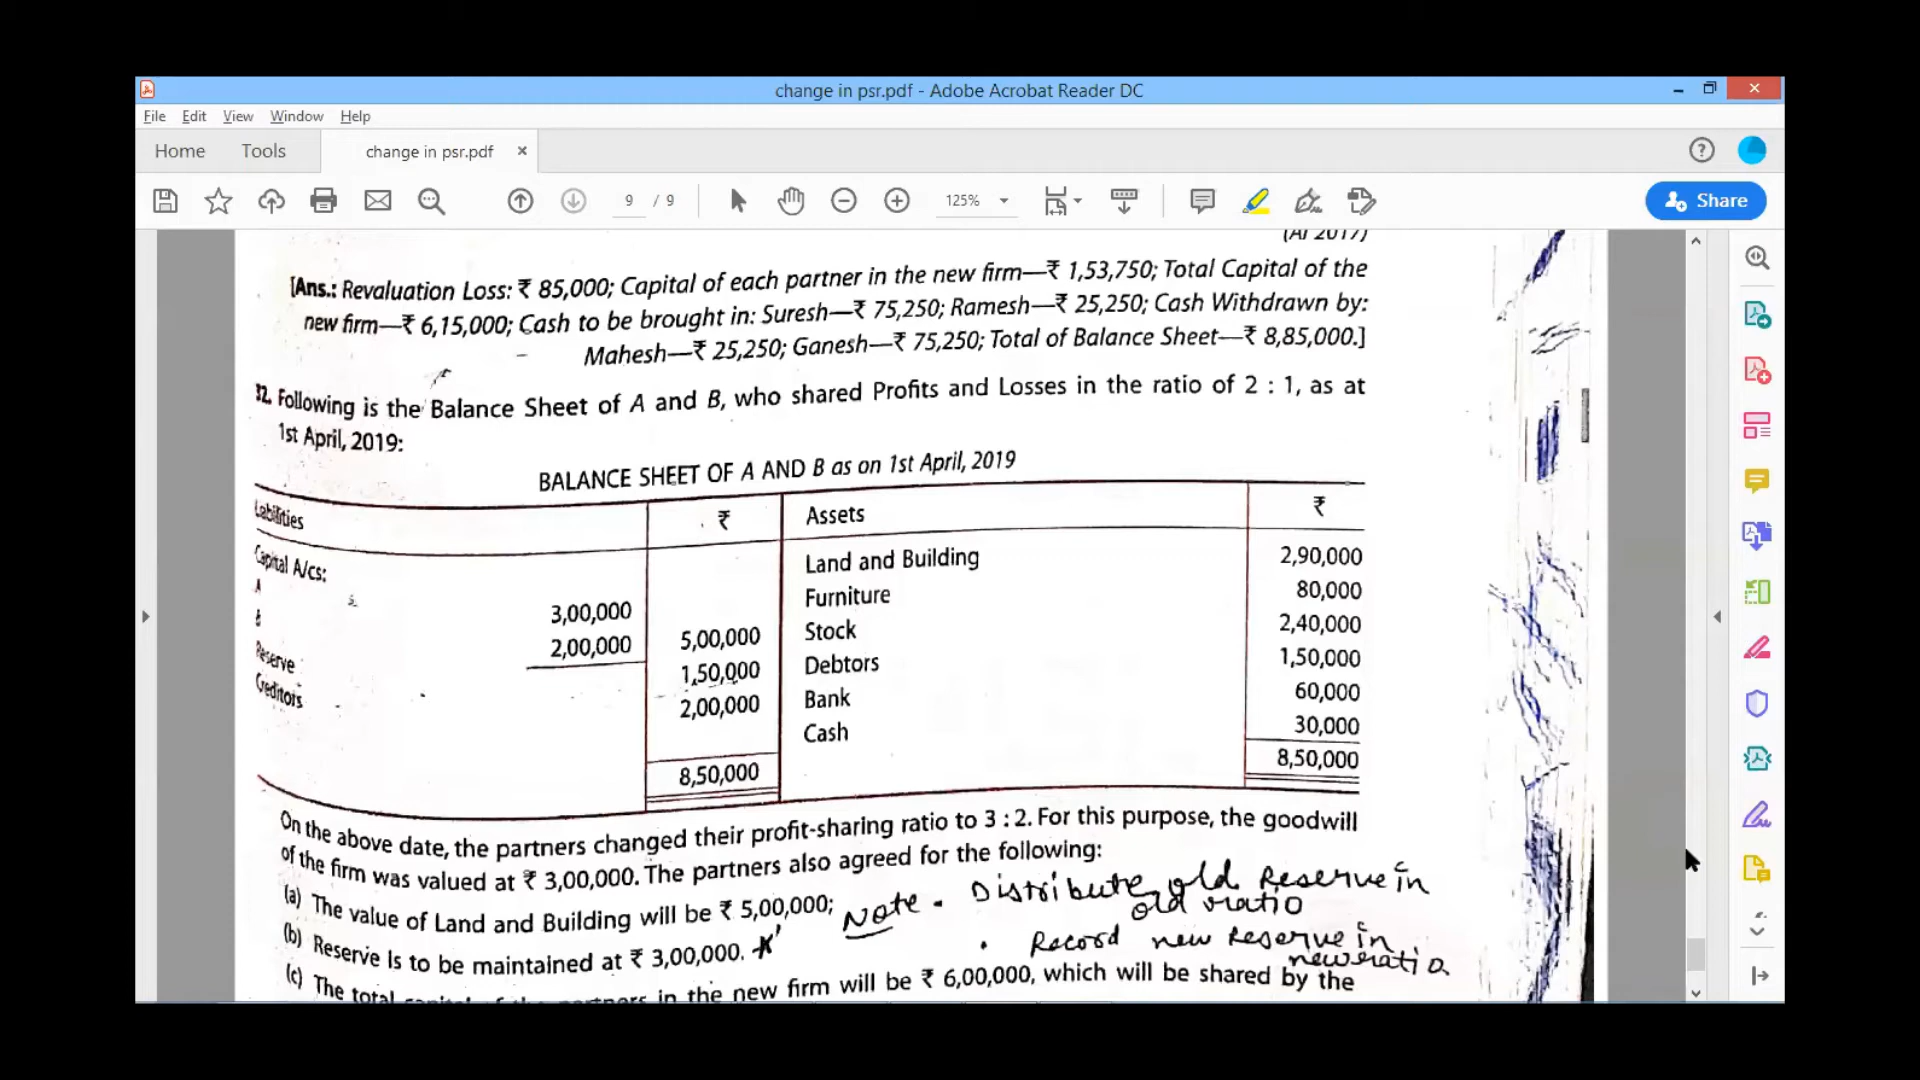 change in psr.pdf - Adobe Acrobat Reader DC
File Edit View Window Help
Home Tools change in psr.pdf
9 / 9 125% Share
(AI 2017)
[Ans.: Revaluation Loss: ₹ 85,000; Capital of each partner in the new firm—₹ 1,53,750; Total Capital of the
new firm—₹ 6,15,000; Cash to be brought in: Suresh—₹ 75,250; Ramesh—₹ 25,250; Cash Withdrawn by:
Mahesh—₹ 25,250; Ganesh—₹ 75,250; Total of Balance Sheet—₹ 8,85,000.]
32. Following is the Balance Sheet of A and B, who shared Profits and Losses in the ratio of 2 : 1, as at
1st April, 2019:
BALANCE SHEET OF A AND B as on 1st April, 2019
Liabilities ₹ Assets ₹
Capital A/cs: Land and Building 2,90,000
A 3,00,000 Furniture 80,000
B 2,00,000 5,00,000 Stock 2,40,000
Reserve 1,50,000 Debtors 1,50,000
Creditors 2,00,000 Bank 60,000
Cash 30,000
8,50,000 8,50,000
On the above date, the partners changed their profit-sharing ratio to 3 : 2. For this purpose, the goodwill
of the firm was valued at ₹ 3,00,000. The partners also agreed for the following:
(a) The value of Land and Building will be ₹ 5,00,000;
Note • Distribute old Reserve in
old ratio
(b) Reserve is to be maintained at ₹ 3,00,000.
• Record new Reserve in
new ratio.
(c) The total capital of the partners in the new firm will be ₹ 6,00,000, which will be shared by the